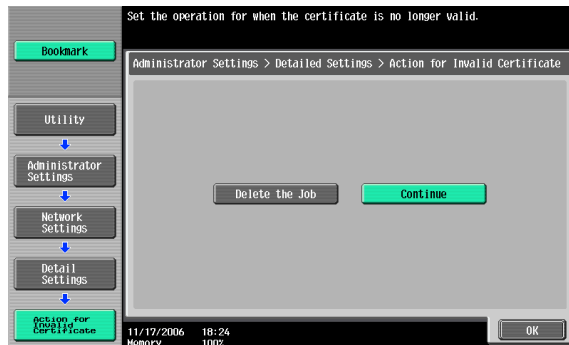 Set the operation for when the certificate is no longer valid.
Bookmark
Administrator Settings > Detailed Settings > Action for Invalid Certificate
Utility
Administrator
Settings
Network
Settings
Detail
Settings
Action for
Invalid
Certificate
Delete the Job
Continue
11/17/2006 18:24
Memory 100%
OK